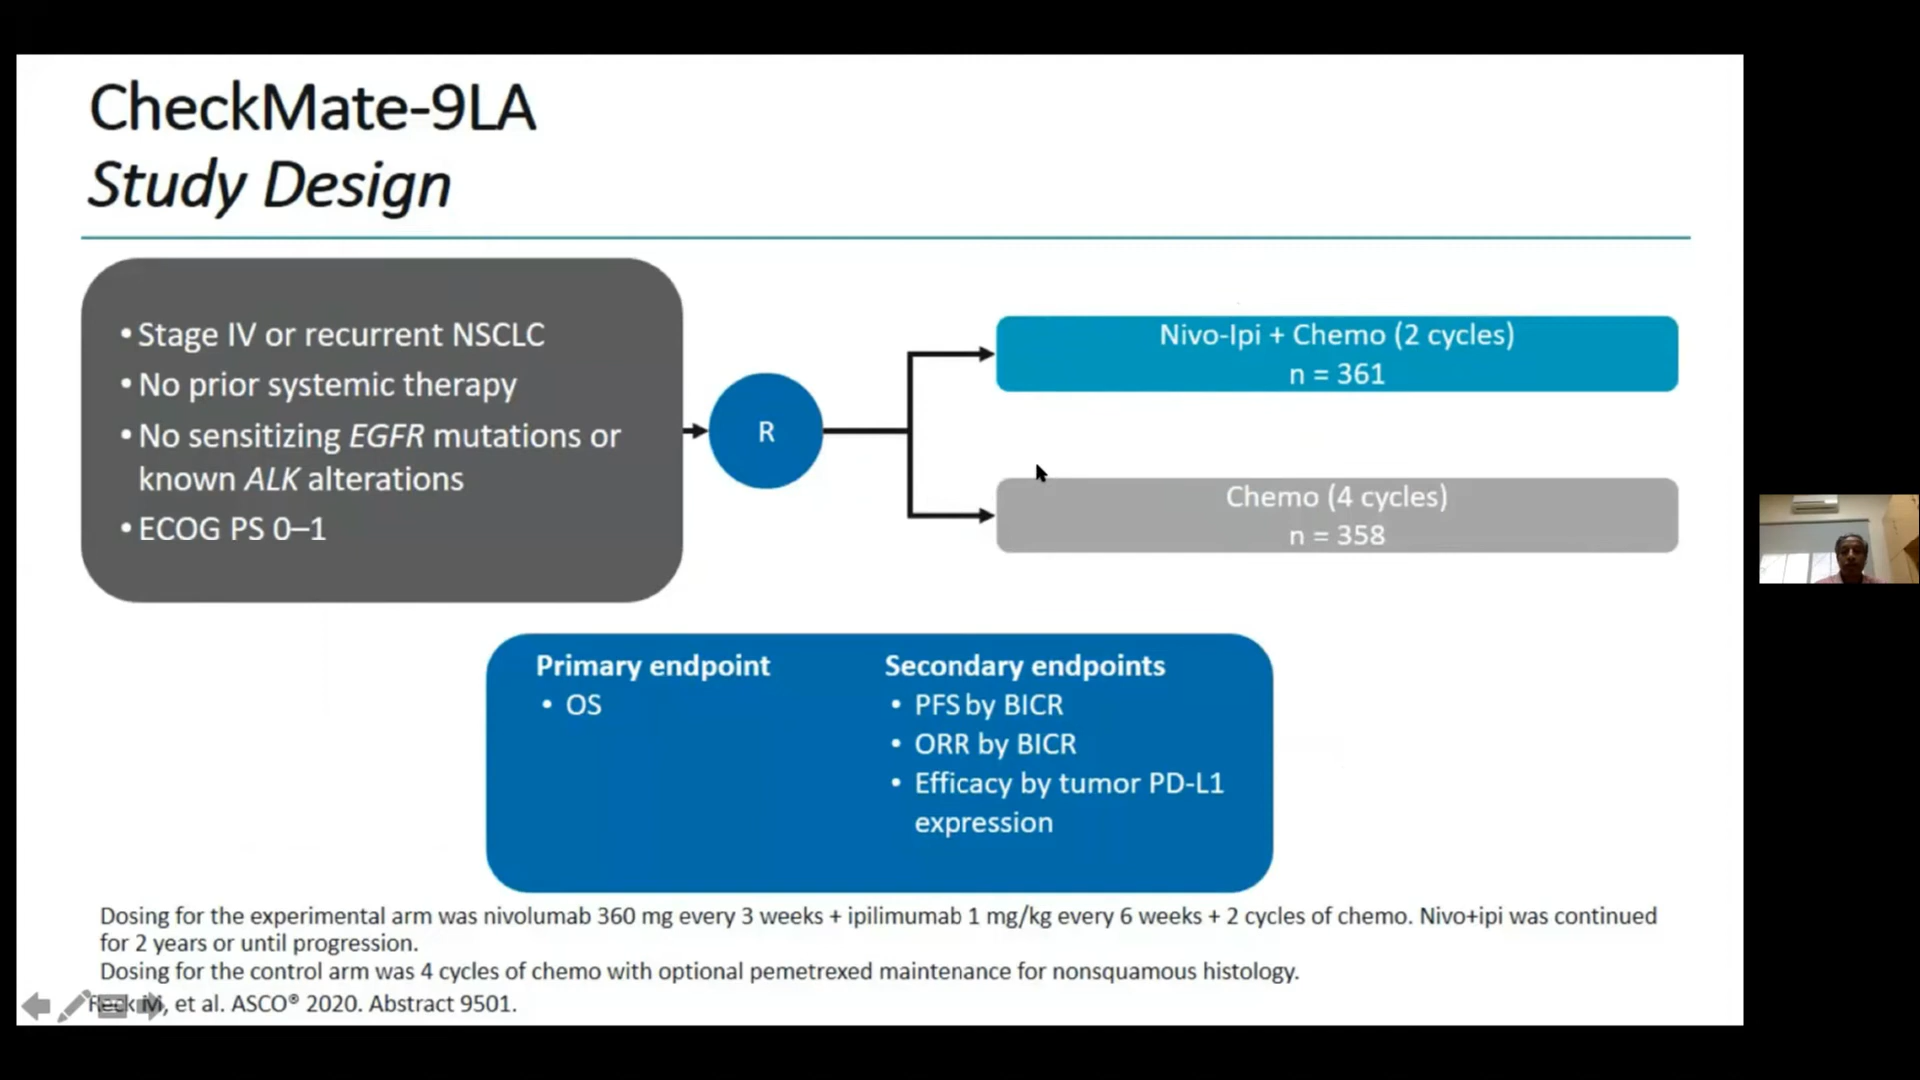 CheckMate-9LA
Study Design
• Stage IV or recurrent NSCLC
• No prior systemic therapy
• No sensitizing EGFR mutations or
known ALK alterations
• ECOG PS 0–1
R
Nivo-Ipi + Chemo (2 cycles)
n = 361
Chemo (4 cycles)
n = 358
Primary endpoint
• OS
Secondary endpoints
• PFS by BICR
• ORR by BICR
• Efficacy by tumor PD-L1
expression
Dosing for the experimental arm was nivolumab 360 mg every 3 weeks + ipilimumab 1 mg/kg every 6 weeks + 2 cycles of chemo. Nivo+ipi was continued
for 2 years or until progression.
Dosing for the control arm was 4 cycles of chemo with optional pemetrexed maintenance for nonsquamous histology.
Reck M, et al. ASCO® 2020. Abstract 9501.